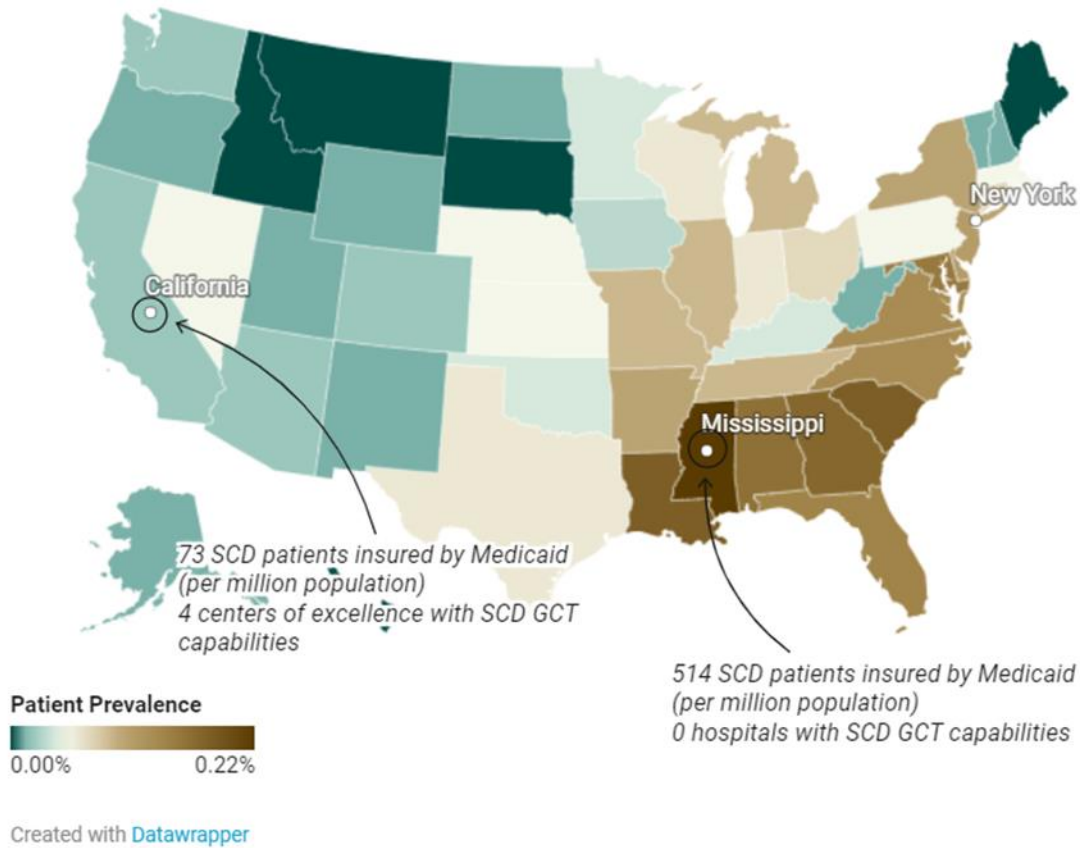 New York
California
Mississippi
73 SCD patients insured by Medicaid
(per million population)
4 centers of excellence with SCD GCT
capabilities
514 SCD patients insured by Medicaid
(per million population)
0 hospitals with SCD GCT capabilities
Patient Prevalence
0.00% 0.22%
Created with Datawrapper